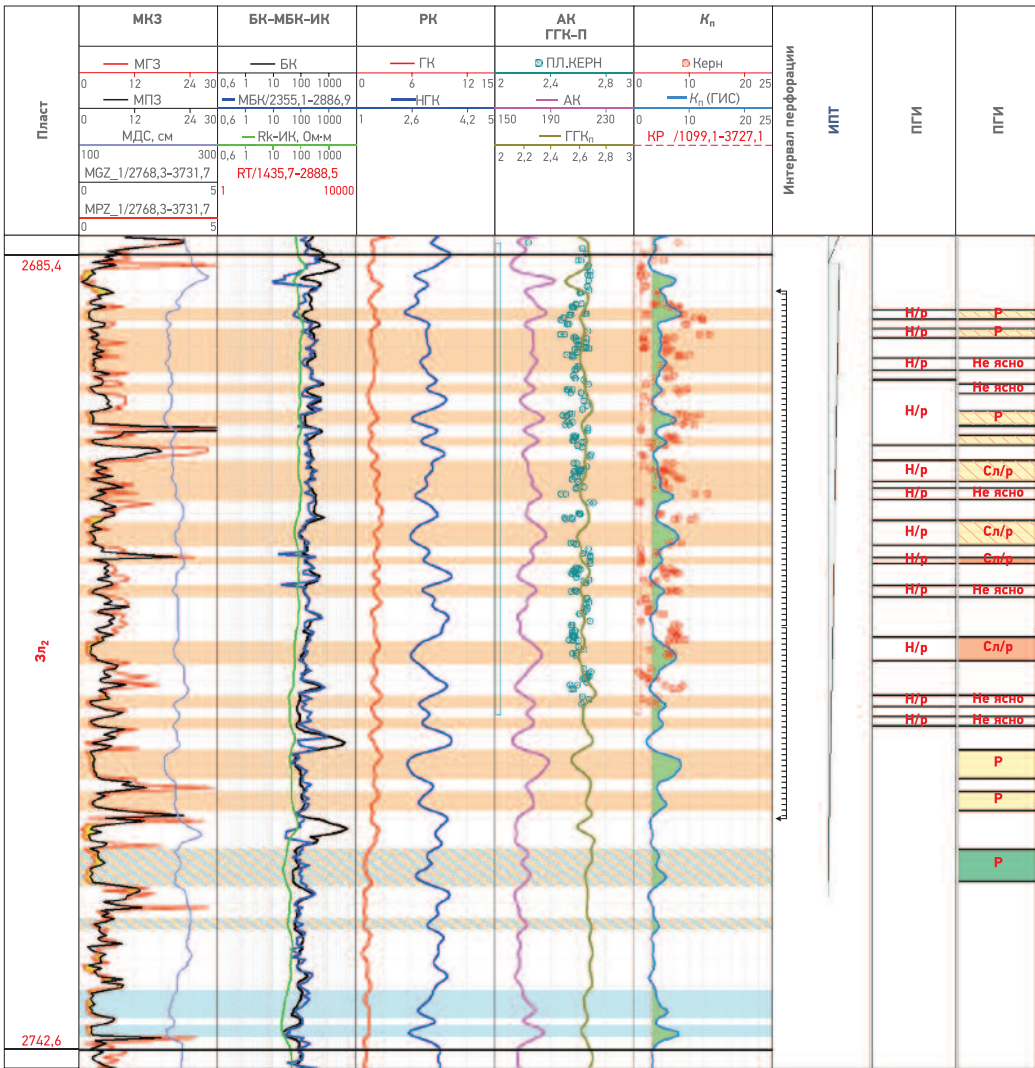 МКЗ
БК–МБК–ИК
РК
АК
ГГК–П
Kп
Пласт
Интервал перфорации
ИПТ
ПГИ
ПГИ
МГЗ
0 12 24 30
МПЗ
0 12 24 30
МДС, см
100 300
MGZ_1/2768,3–3731,7
0 5
MPZ_1/2768,3–3731,7
0 5
БК
0,6 1 10 100 1000
МБК/2355,1–2886,9
0,6 1 10 100 1000
Rk–ИК, Ом·м
0,6 1 10 100 1000
RT/1435,7–2888,5
1 10000
ГК
0 6 12 15
НГК
1 2,6 4,2 5
ПЛ.КЕРН
2 2,4 2,8 3
АК
150 190 230
ГГКп
2 2,2 2,4 2,6 2,8 3
Керн
0 10 20 25
Kп (ГИС)
0 10 20 25
КР /1099,1–3727,1
2685,4
Зл2
2742,6
Н/р Р
Н/р Р
Н/р Не ясно
Не ясно
Н/р Р
Н/р Сл/р
Н/р Не ясно
Н/р Сл/р
Н/р Сл/р
Н/р Не ясно
Н/р Сл/р
Н/р Не ясно
Н/р Не ясно
Р
Р
Р